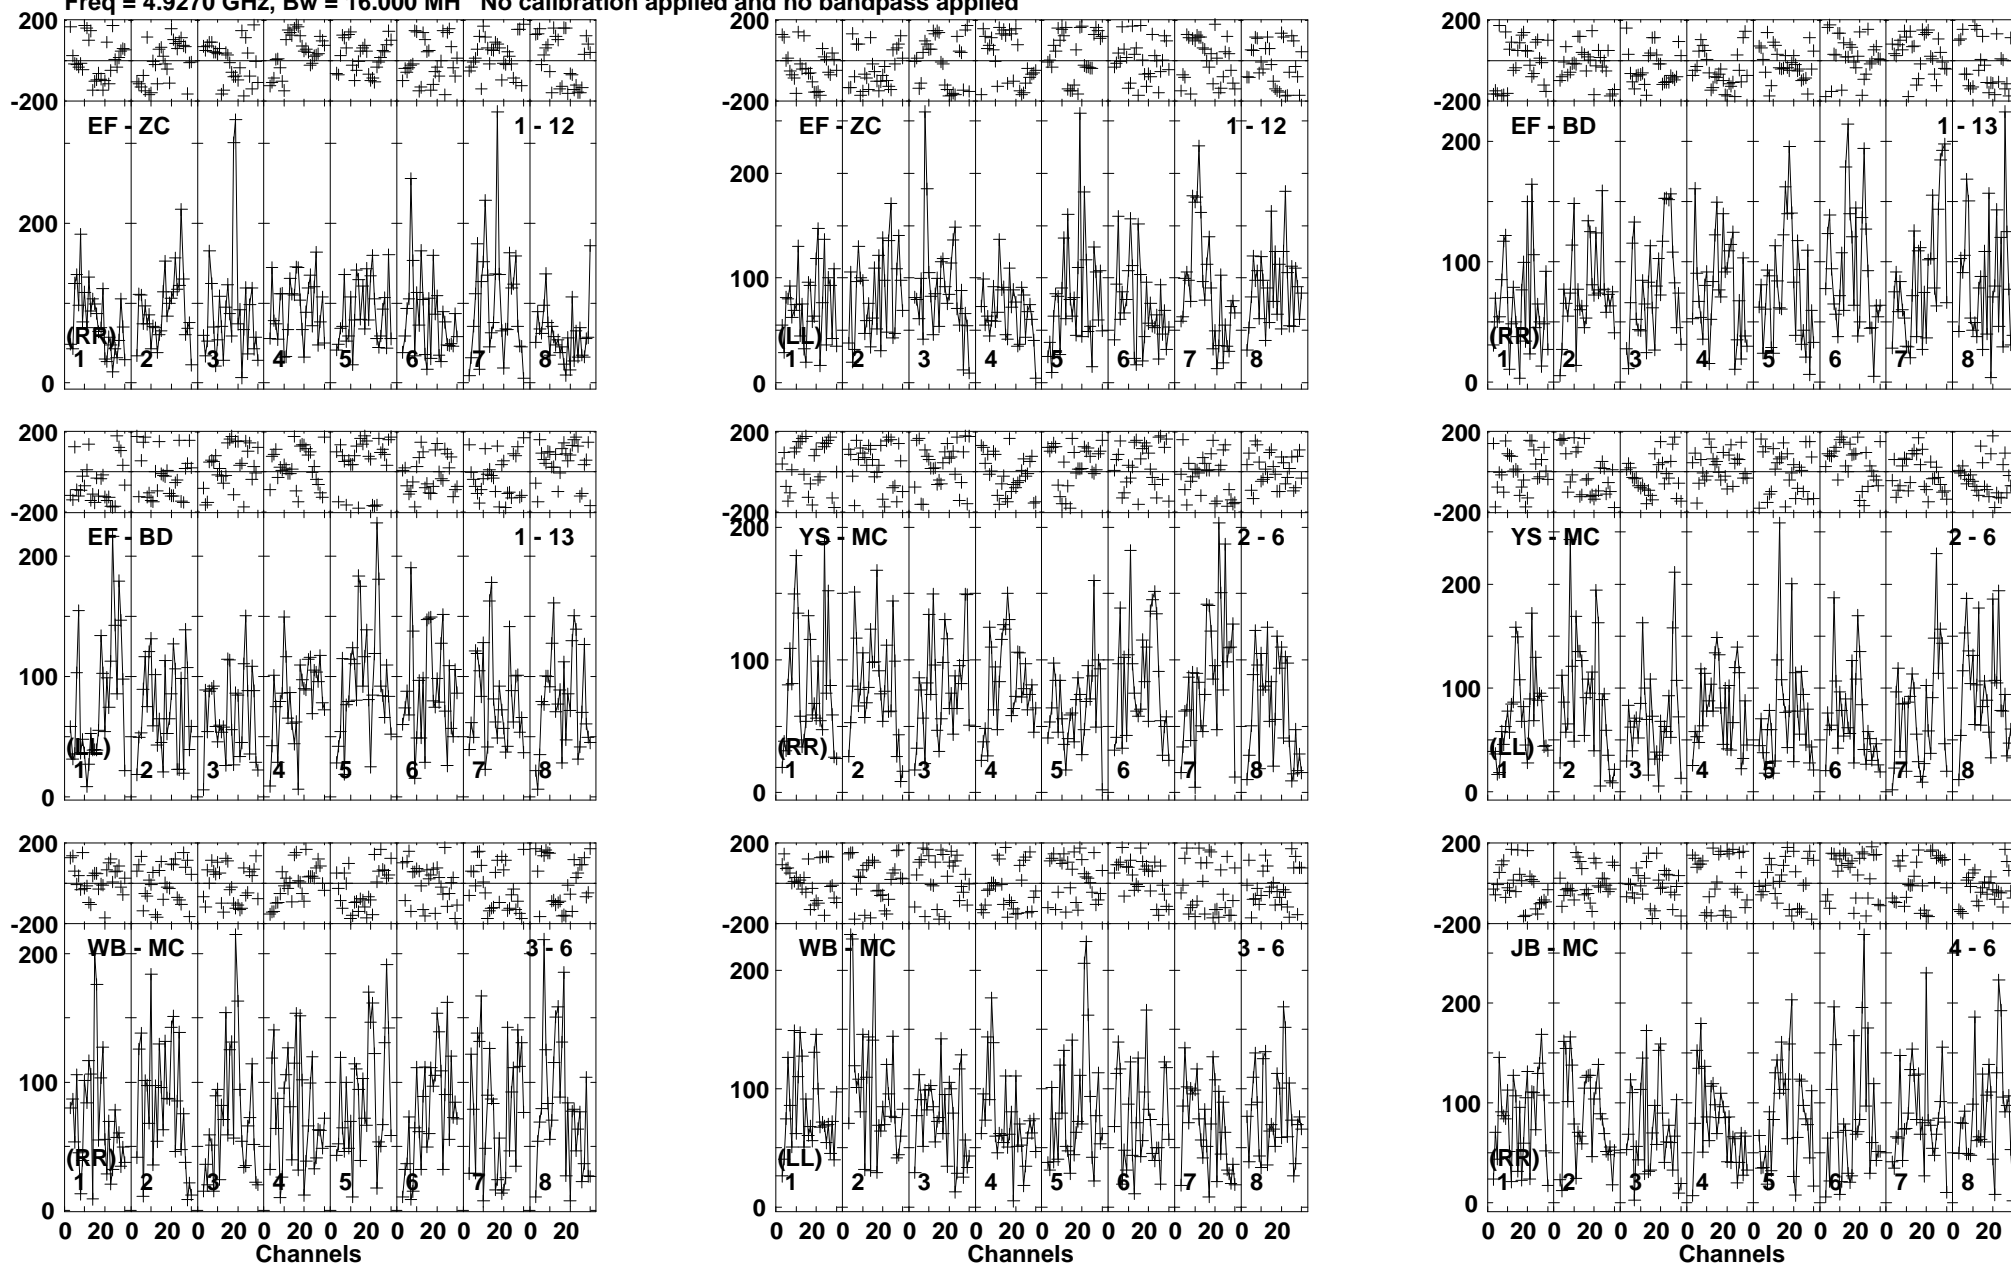 Freq = 4.9270 GHz, Bw = 16.000 MH No calibration applied and no bandpass applied
200 200 200
-200 -200 -200
EF - ZC 1 - 12 EF - ZC 1 - 12 EF - BD 1 - 13
200 200 200
100 100
(RR) (LL) (RR)
1 2 3 4 5 6 7 8 1 2 3 4 5 6 7 8 1 2 3 4 5 6 7 8
0 0 0
200 200 200
-200 -200 -200
EF - BD 1 - 13 YS - MC 2 - 6 YS - MC 2 - 6
200 200 200
100 100 100
(LL) (RR) (LL)
1 2 3 4 5 6 7 8 1 2 3 4 5 6 7 8 1 2 3 4 5 6 7 8
0 0 0
200 200 200
-200 -200 -200
WB - MC 3 - 6 WB - MC 3 - 6 JB - MC 4 - 6
200 200 200
100 100 100
(RR) (LL) (RR)
1 2 3 4 5 6 7 8 1 2 3 4 5 6 7 8 1 2 3 4 5 6 7 8
0 0 0
0 20 0 20 0 20 0 20 0 20 0 20 0 20 0 20 0 20 0 20 0 20 0 20 0 20 0 20 0 20 0 20 0 20 0 20 0 20 0 20 0 20 0 20 0 20 0 20
Channels Channels Channels